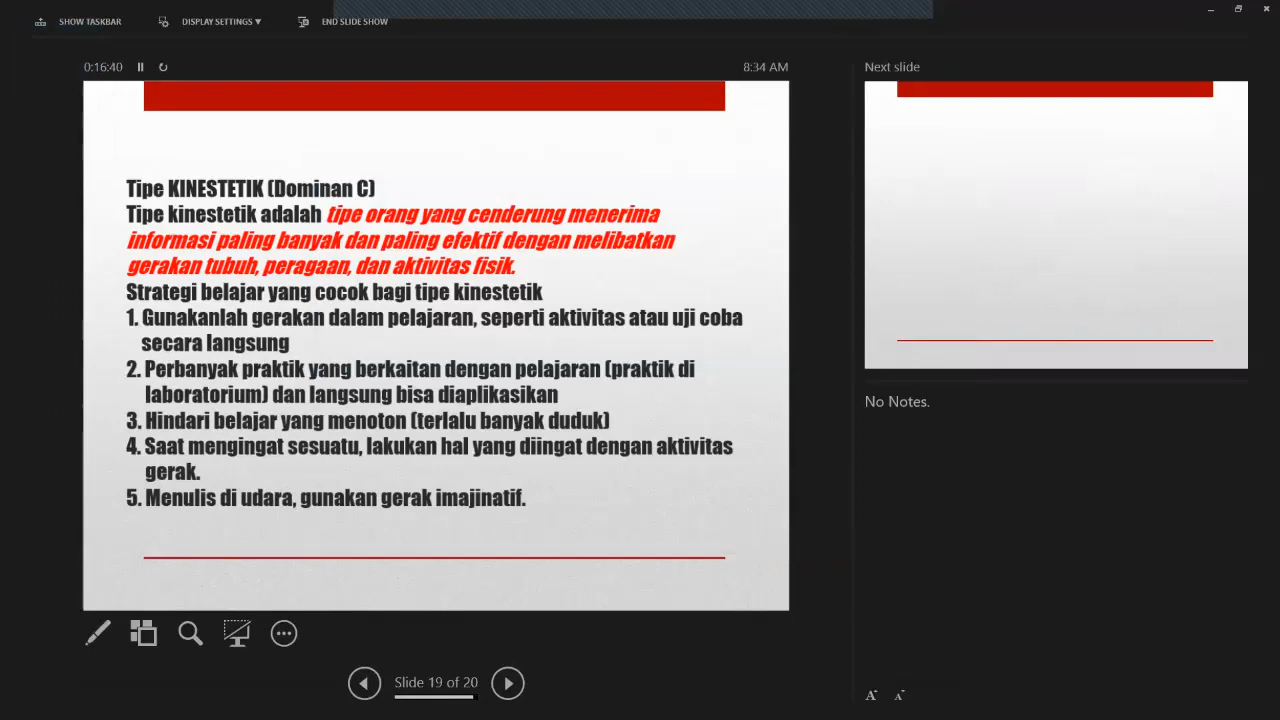 SHOW TASKBAR
DISPLAY SETTINGS ▼
END SLIDE SHOW
0:16:40
8:34 AM
Tipe KINESTETIK (Dominan C)
Tipe kinestetik adalah tipe orang yang cenderung menerima
informasi paling banyak dan paling efektif dengan melibatkan
gerakan tubuh, peragaan, dan aktivitas fisik.
Strategi belajar yang cocok bagi tipe kinestetik
1. Gunakanlah gerakan dalam pelajaran, seperti aktivitas atau uji coba
secara langsung
2. Perbanyak praktik yang berkaitan dengan pelajaran (praktik di
laboratorium) dan langsung bisa diaplikasikan
3. Hindari belajar yang menoton (terlalu banyak duduk)
4. Saat mengingat sesuatu, lakukan hal yang diingat dengan aktivitas
gerak.
5. Menulis di udara, gunakan gerak imajinatif.
Slide 19 of 20
Next slide
No Notes.
A A